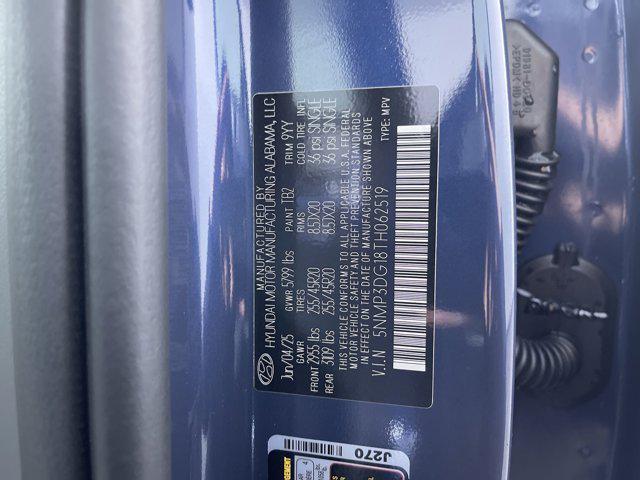 MANUFACTURED BY
HYUNDAI MOTOR MANUFACTURING ALABAMA, LLC
Jun/04/25 GVWR 5799 lbs PAINT TB2 TRIM 9YY
GAWR TIRES RIMS COLD TIRE INFL
FRONT 2955 lbs 255/45R20 8.5JX20 36 psi SINGLE
REAR 3109 lbs 255/45R20 8.5JX20 36 psi SINGLE
THIS VEHICLE CONFORMS TO ALL APPLICABLE U.S.A. FEDERAL
MOTOR VEHICLE SAFETY AND THEFT PREVENTION STANDARDS
IN EFFECT ON THE DATE OF MANUFACTURE SHOWN ABOVE
V.I.N 5NMP3DG18TH062519 TYPE: MPV
J270